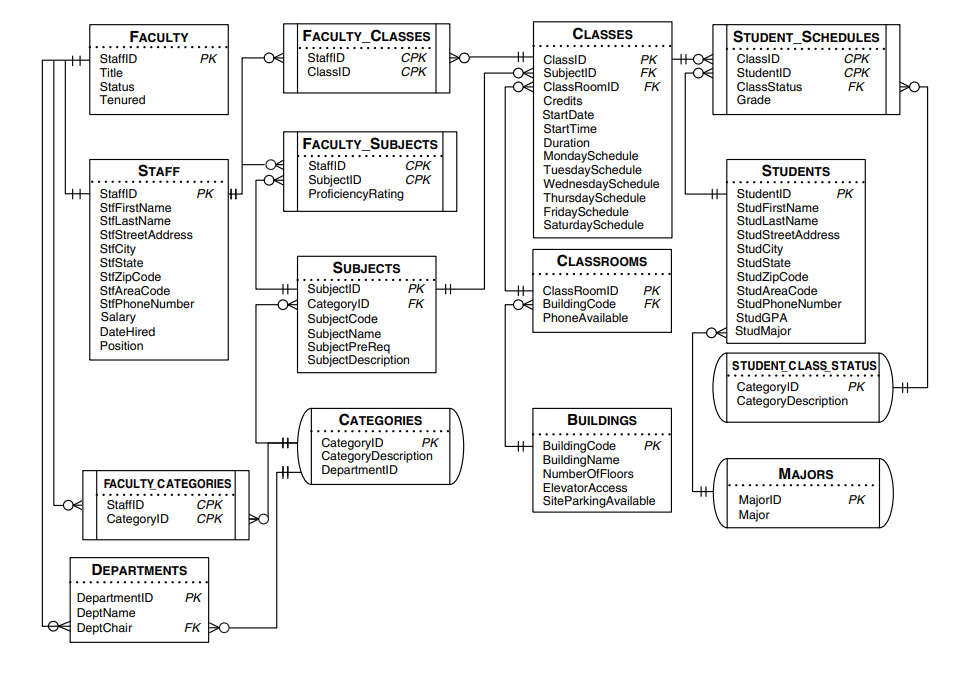 FACULTY
StaffID PK
Title
Status
Tenured
STAFF
StaffID PK
StfFirstName
StfLastName
StfStreetAddress
StfCity
StfState
StfZipCode
StfAreaCode
StfPhoneNumber
Salary
DateHired
Position
FACULTY_CLASSES
StaffID CPK
ClassID CPK
FACULTY_SUBJECTS
StaffID CPK
SubjectID CPK
ProficiencyRating
SUBJECTS
SubjectID PK
CategoryID FK
SubjectCode
SubjectName
SubjectPreReq
SubjectDescription
CATEGORIES
CategoryID PK
CategoryDescription
DepartmentID
FACULTY_CATEGORIES
StaffID CPK
CategoryID CPK
DEPARTMENTS
DepartmentID PK
DeptName
DeptChair FK
CLASSES
ClassID PK
SubjectID FK
ClassRoomID FK
Credits
StartDate
StartTime
Duration
MondaySchedule
TuesdaySchedule
WednesdaySchedule
ThursdaySchedule
FridaySchedule
SaturdaySchedule
CLASSROOMS
ClassRoomID PK
BuildingCode FK
PhoneAvailable
BUILDINGS
BuildingCode PK
BuildingName
NumberOfFloors
ElevatorAccess
SiteParkingAvailable
STUDENT_SCHEDULES
ClassID CPK
StudentID CPK
ClassStatus FK
Grade
STUDENTS
StudentID PK
StudFirstName
StudLastName
StudStreetAddress
StudCity
StudState
StudZipCode
StudAreaCode
StudPhoneNumber
StudGPA
StudMajor
STUDENT_CLASS_STATUS
CategoryID PK
CategoryDescription
MAJORS
MajorID PK
Major